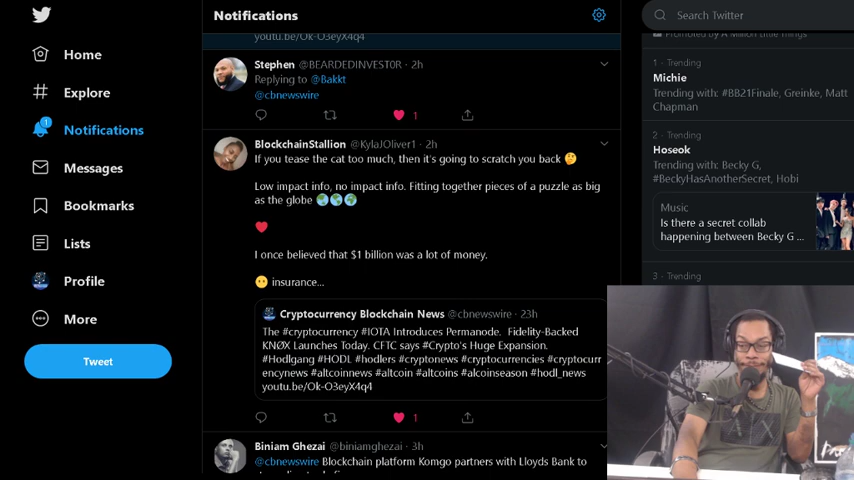 Home
Explore
1
Notifications
Messages
Bookmarks
Lists
Profile
More
Tweet
Notifications
youtu.be/Ok-O3eyX4q4
Stephen @BEARDEDINVEST0R · 2h
Replying to @Bakkt
@cbnewswire
1
BlockchainStallion @KylaJOliver1 · 2h
If you tease the cat too much, then it's going to scratch you back 🤔
Low impact info, no impact info. Fitting together pieces of a puzzle as big
as the globe 🌎🌎🌎
❤️
I once believed that $1 billion was a lot of money.
😶 insurance...
Cryptocurrency Blockchain News @cbnewswire · 23h
The #cryptocurrency #IOTA Introduces Permanode. Fidelity-Backed
KNØX Launches Today. CFTC says #Crypto's Huge Expansion.
#Hodlgang #HODL #hodlers #cryptonews #cryptocurrencies #cryptocurr
encynews #altcoinnews #altcoin #altcoins #alcoinseason #hodl_news
youtu.be/Ok-O3eyX4q4
1
Biniam Ghezai @biniamghezai · 3h
@cbnewswire Blockchain platform Komgo partners with Lloyds Bank to
Search Twitter
Promoted by A Million Little Things
1 · Trending
Michie
Trending with: #BB21Finale, Greinke, Matt
Chapman
2 · Trending
Hoseok
Trending with: Becky G,
#BeckyHasAnotherSecret, Hobi
Music
Is there a secret collab
happening between Becky G ...
3 · Trending